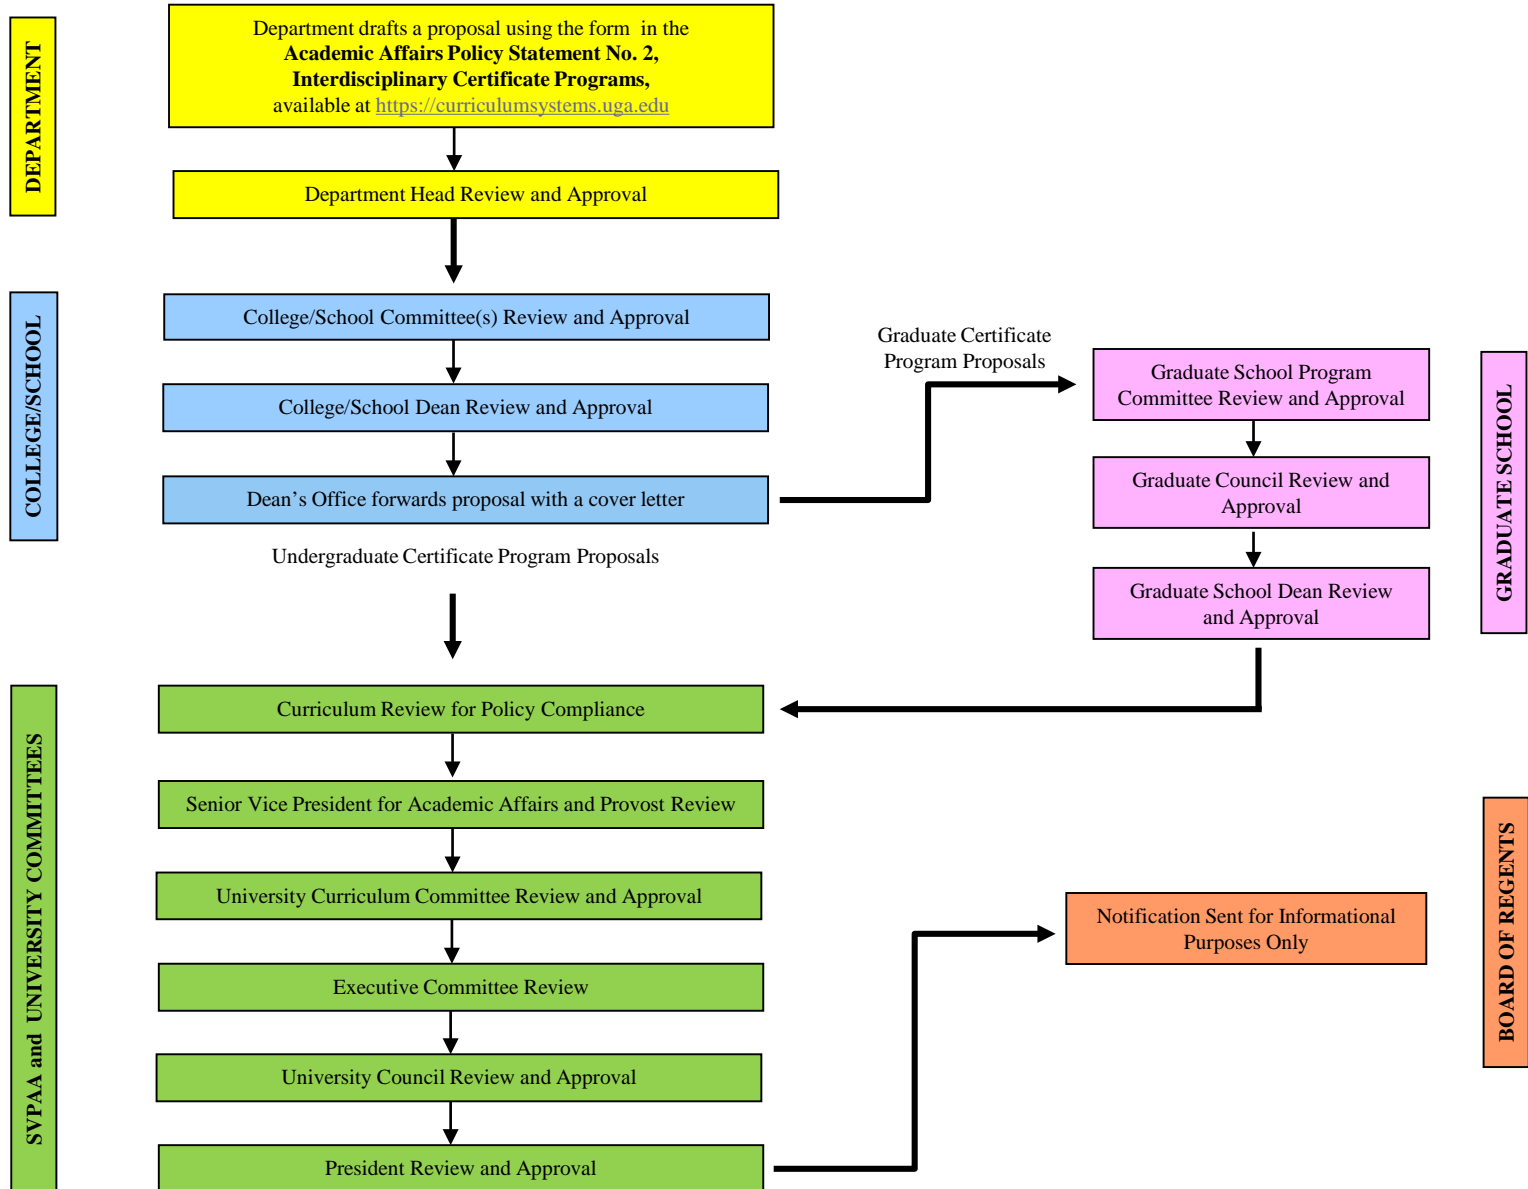 DEPARTMENT
Department drafts a proposal using the form  in the
Academic Affairs Policy Statement No. 2,
Interdisciplinary Certificate Programs,
available at https://curriculumsystems.uga.edu
Department Head Review and Approval
COLLEGE/SCHOOL
College/School Committee(s) Review and Approval
College/School Dean Review and Approval
Dean’s Office forwards proposal with a cover letter
Undergraduate Certificate Program Proposals
Graduate Certificate
Program Proposals
Graduate School Program
Committee Review and Approval
Graduate Council Review and
Approval
Graduate School Dean Review
and Approval
GRADUATE SCHOOL
SVPAA and  UNIVERSITY COMMITTEES
Curriculum Review for Policy Compliance
Senior Vice President for Academic Affairs and Provost Review
University Curriculum Committee Review and Approval
Executive Committee Review
University Council Review and Approval
President Review and Approval
Notification Sent for Informational
Purposes Only
BOARD OF REGENTS